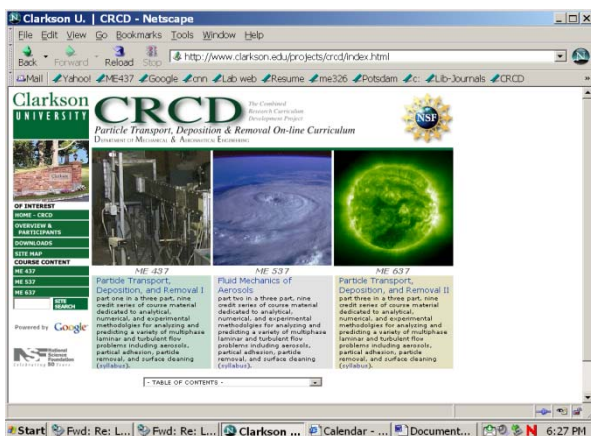 Clarkson U. | CRCD - Netscape
File Edit View Go Bookmarks Tools Window Help
Back Forward Reload Stop http://www.clarkson.edu/projects/crcd/index.html
Mail Yahoo! ME437 Google cnn Lab web Resume me326 Potsdam c: Lib-Journals CRCD
Clarkson
UNIVERSITY
CRCD
The Combined
Research Curriculum
Development Project
Particle Transport, Deposition & Removal On-line Curriculum
Department of Mechanical & Aeronautical Engineering
NSF
Clarkson
OF INTEREST
HOME - CRCD
OVERVIEW &
PARTICIPANTS
DOWNLOADS
SITE MAP
COURSE CONTENT
ME 437
ME 537
ME 637
SITE
SEARCH
Powered by Google
NSF National
Science
Foundation
Celebrating 50 Years
ME 437
Particle Transport,
Deposition, and Removal I
part one in a three part, nine
credit series of course material
dedicated to analytical,
numerical, and experimental
methodolgies for analyzing and
predicting a variety of multiphase
laminar and turbulent flow
problems including aerosols,
partical adhesion, particle
removal, and surface cleaning
(syllabus).
ME 537
Fluid Mechanics of
Aerosols
part two in a three part, nine
credit series of course material
dedicated to analytical,
numerical, and experimental
methodolgies for analyzing and
predicting a variety of multiphase
laminar and turbulent flow
problems including aerosols,
partical adhesion, particle
removal, and surface cleaning
(syllabus).
ME 637
Particle Transport,
Deposition, and Removal II
part three in a three part, nine
credit series of course material
dedicated to analytical,
numerical, and experimental
methodolgies for analyzing and
predicting a variety of multiphase
laminar and turbulent flow
problems including aerosols,
partical adhesion, particle
removal, and surface cleaning
(syllabus).
- TABLE OF CONTENTS -
Start Fwd: Re: L... Fwd: Re: L... Clarkson ... Calendar - ... Document... N 6:27 PM